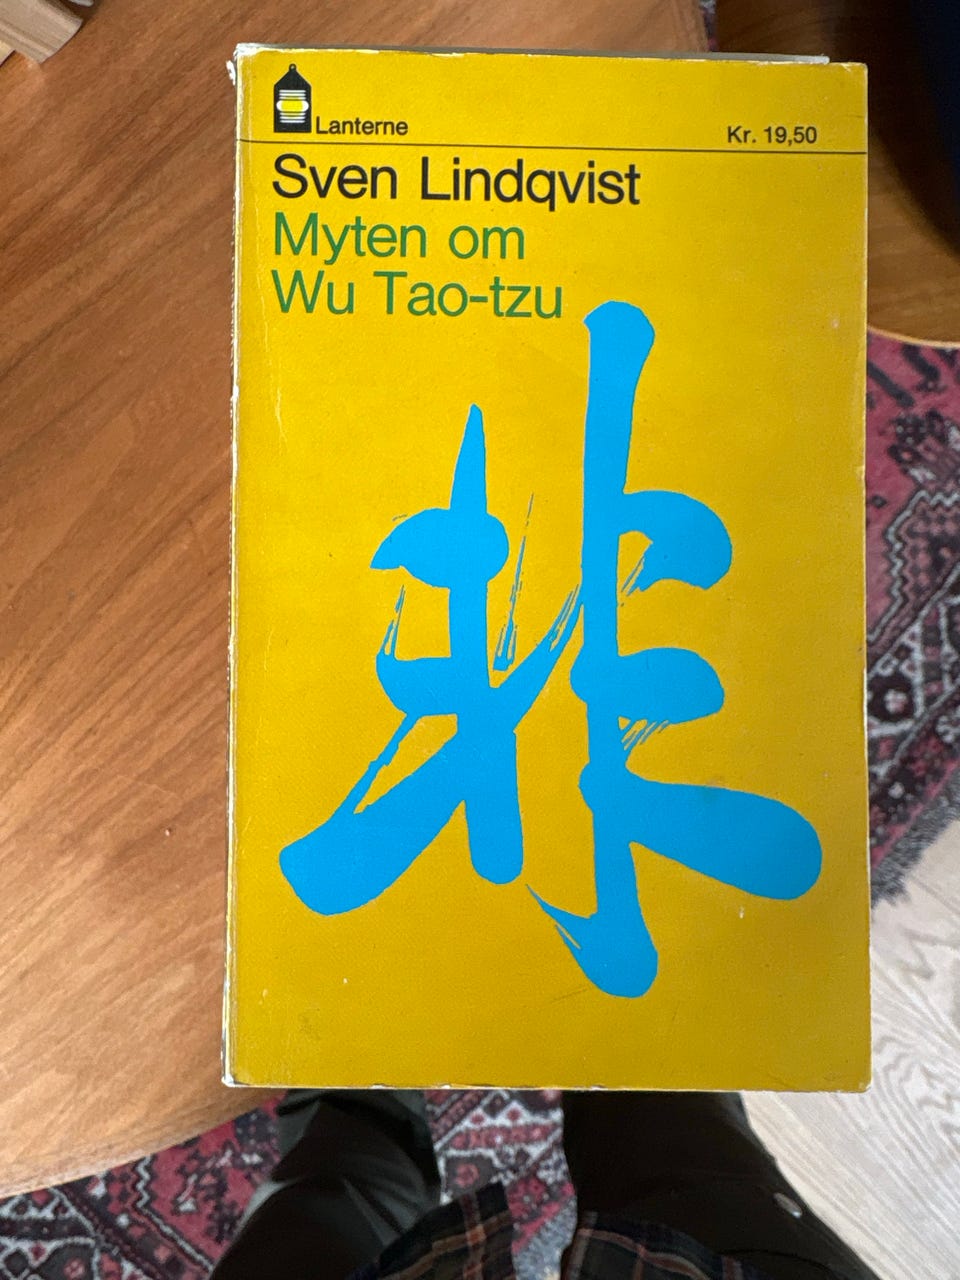 Lanterne
Kr. 19,50
Sven Lindqvist
Myten om
Wu Tao-tzu
非